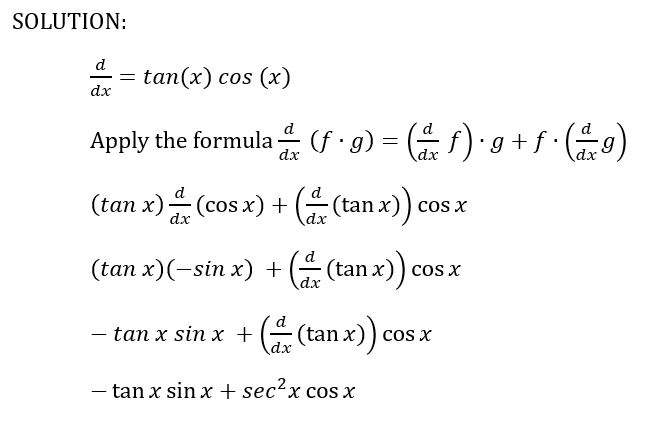 SOLUTION:
d/dx = tan(x) cos (x)
Apply the formula d/dx (f · g) = (d/dx f) · g + f · (d/dx g)
(tan x) d/dx (cos x) + (d/dx (tan x)) cos x
(tan x)(−sin x) + (d/dx (tan x)) cos x
− tan x sin x + (d/dx (tan x)) cos x
− tan x sin x + sec²x cos x